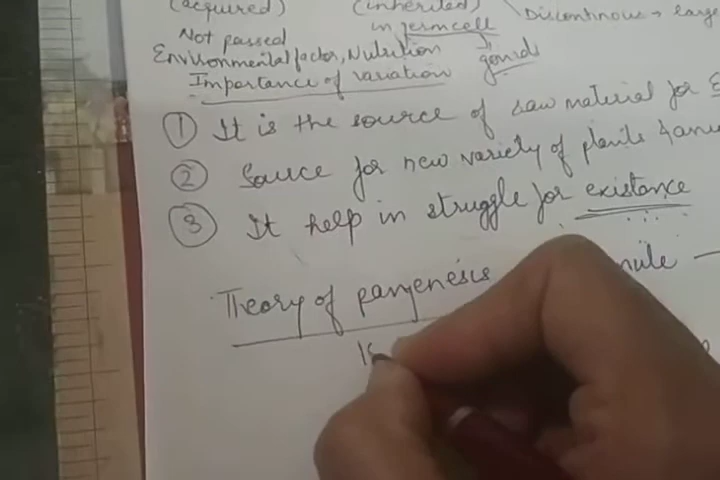 (acquired) (inherited) Discontinous → large
in germcell
Not passed
Environmental factor, Nutrition gonads
Importance of variation
① It is the source of raw material for
② Source for new variety of plants &
③ It help in struggle for existance
Theory of pangenesis